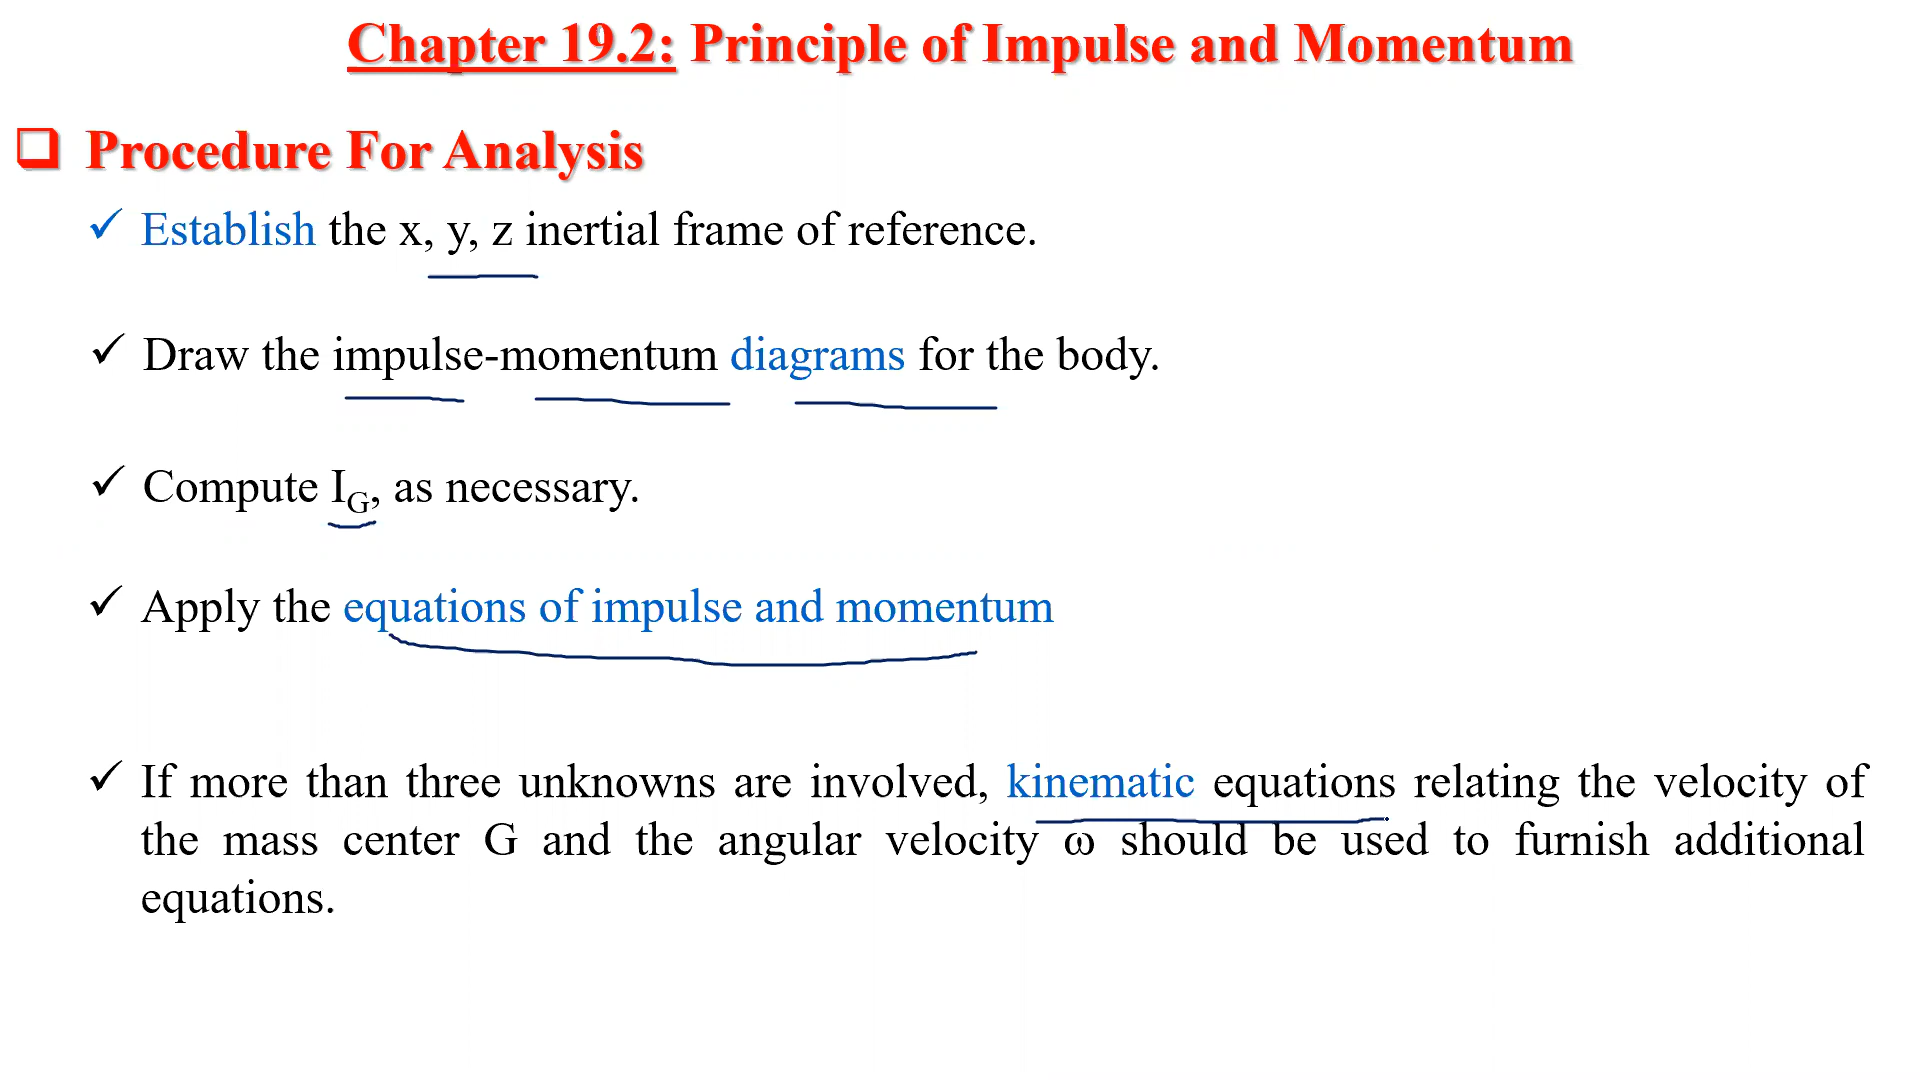 Chapter 19.2: Principle of Impulse and Momentum
Procedure For Analysis
Establish the x, y, z inertial frame of reference.
Draw the impulse-momentum diagrams for the body.
Compute I_G, as necessary.
Apply the equations of impulse and momentum
If more than three unknowns are involved, kinematic equations relating the velocity of
the mass center G and the angular velocity ω should be used to furnish additional
equations.